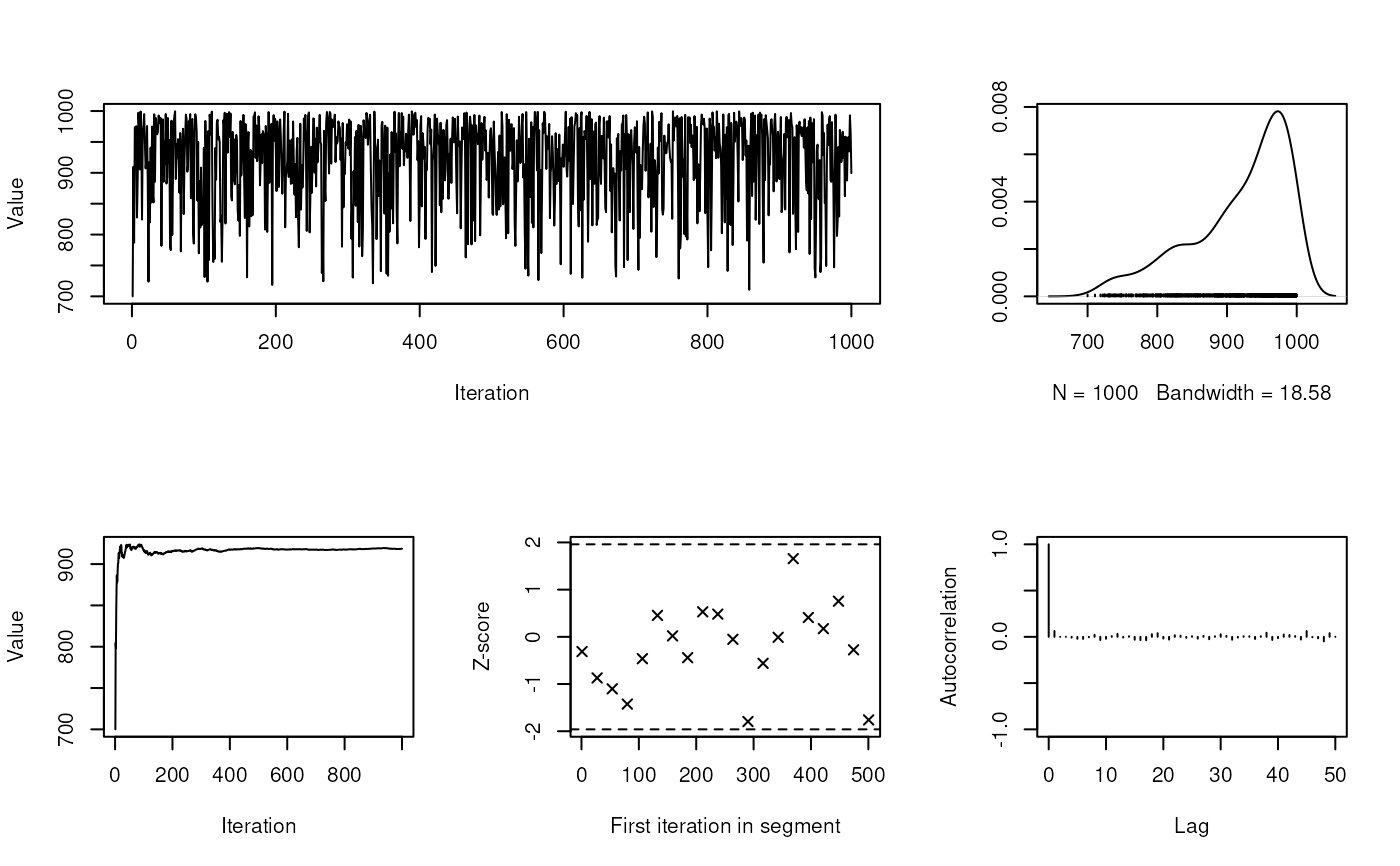 Value
1000
900
800
700
0 200 400 600 800 1000
Iteration
0.008
0.004
0.000
700 800 900 1000
N = 1000 Bandwidth = 18.58
Value
900
800
700
0 200 400 600 800
Iteration
Z-score
2
1
0
-1
-2
0 100 200 300 400 500
First iteration in segment
Autocorrelation
1.0
0.0
-1.0
0 10 20 30 40 50
Lag